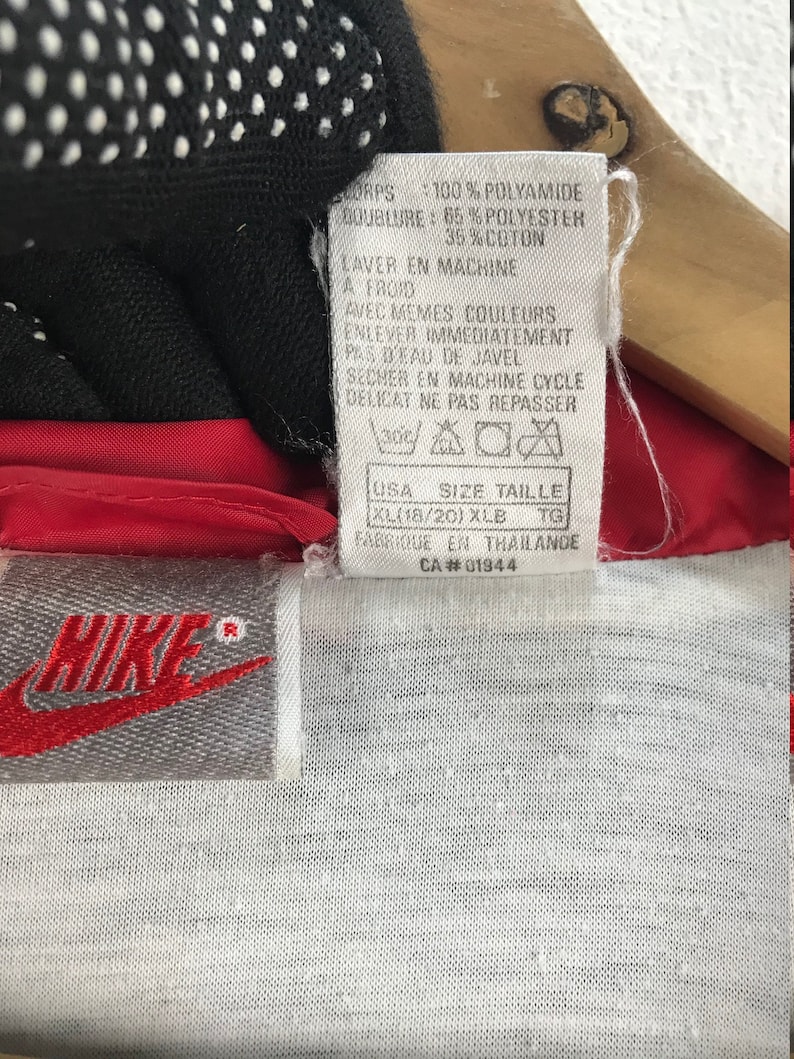 CORPS : 100 % POLYAMIDE
DOUBLURE : 65 % POLYESTER
35 % COTON
LAVER EN MACHINE
A FROID
AVEC MEMES COULEURS
ENLEVER IMMEDIATEMENT
PAS D'EAU DE JAVEL
SECHER EN MACHINE CYCLE
DELICAT NE PAS REPASSER
30°C CL
USA SIZE TAILLE
XL(18/20) XLB TG
FABRIQUE EN THAILANDE
CA # 01944
NIKE ®